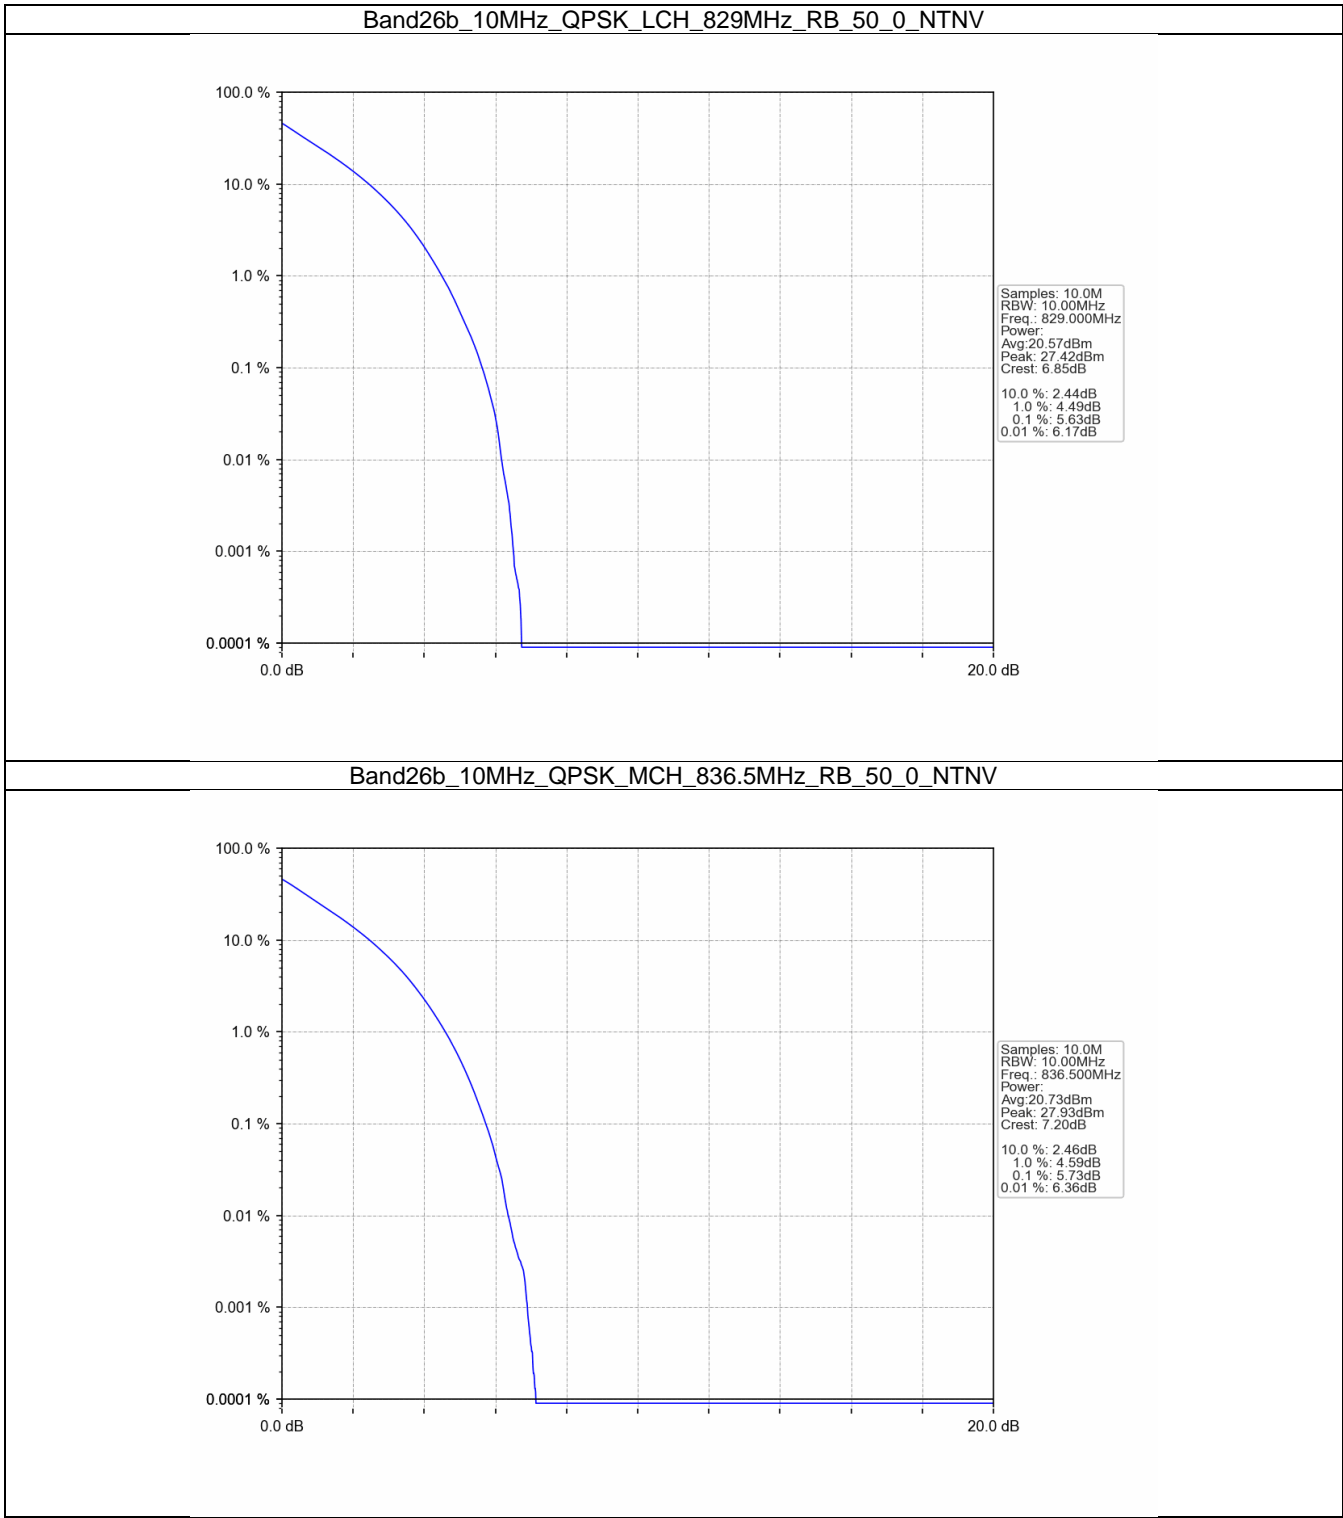 Band26b_10MHz_QPSK_LCH_829MHz_RB_50_0_NTNV
100.0 %
10.0 %
1.0 %
0.1 %
0.01 %
0.001 %
0.0001 %
0.0 dB
20.0 dB
Samples: 10.0M
RBW: 10.00MHz
Freq.: 829.000MHz
Power:
Avg:20.57dBm
Peak: 27.42dBm
Crest: 6.85dB
10.0 %: 2.44dB
1.0 %: 4.49dB
0.1 %: 5.63dB
0.01 %: 6.17dB
Band26b_10MHz_QPSK_MCH_836.5MHz_RB_50_0_NTNV
100.0 %
10.0 %
1.0 %
0.1 %
0.01 %
0.001 %
0.0001 %
0.0 dB
20.0 dB
Samples: 10.0M
RBW: 10.00MHz
Freq.: 836.500MHz
Power:
Avg:20.73dBm
Peak: 27.93dBm
Crest: 7.20dB
10.0 %: 2.46dB
1.0 %: 4.59dB
0.1 %: 5.73dB
0.01 %: 6.36dB